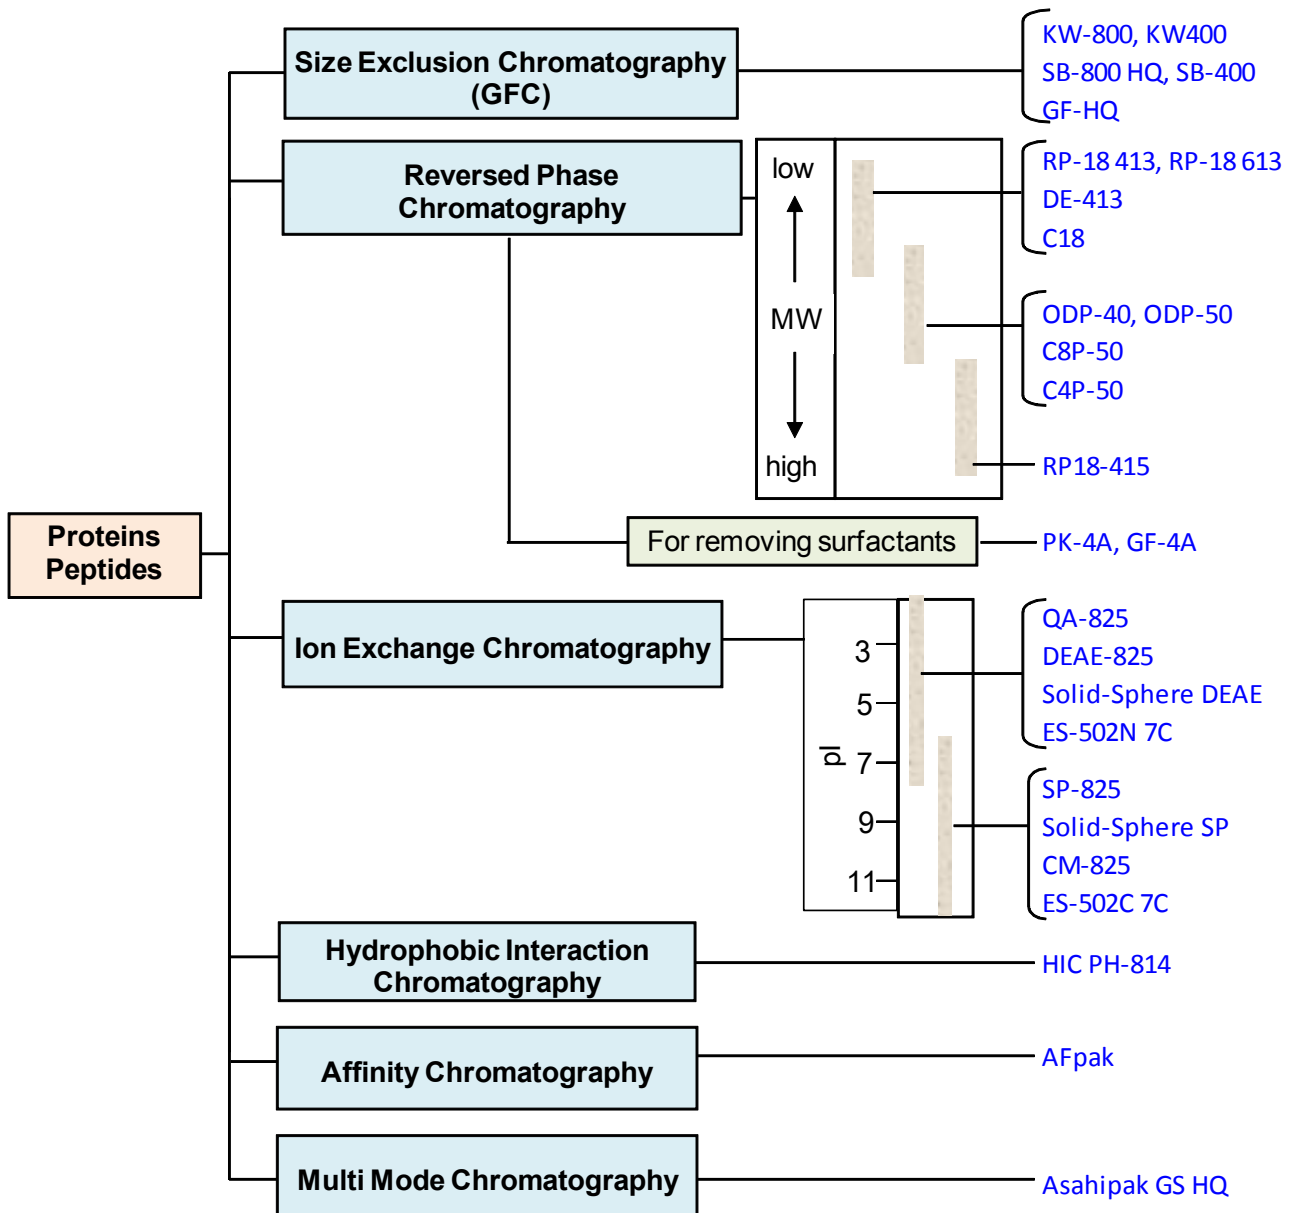 Proteins
Peptides
Size Exclusion Chromatography
(GFC)
KW-800, KW400
SB-800 HQ, SB-400
GF-HQ
Reversed Phase
Chromatography
low
MW
high
RP-18 413, RP-18 613
DE-413
C18
ODP-40, ODP-50
C8P-50
C4P-50
RP18-415
For removing surfactants
PK-4A, GF-4A
Ion Exchange Chromatography
pI
3
5
7
9
11
QA-825
DEAE-825
Solid-Sphere DEAE
ES-502N 7C
SP-825
Solid-Sphere SP
CM-825
ES-502C 7C
Hydrophobic Interaction
Chromatography
HIC PH-814
Affinity Chromatography
AFpak
Multi Mode Chromatography
Asahipak GS HQ